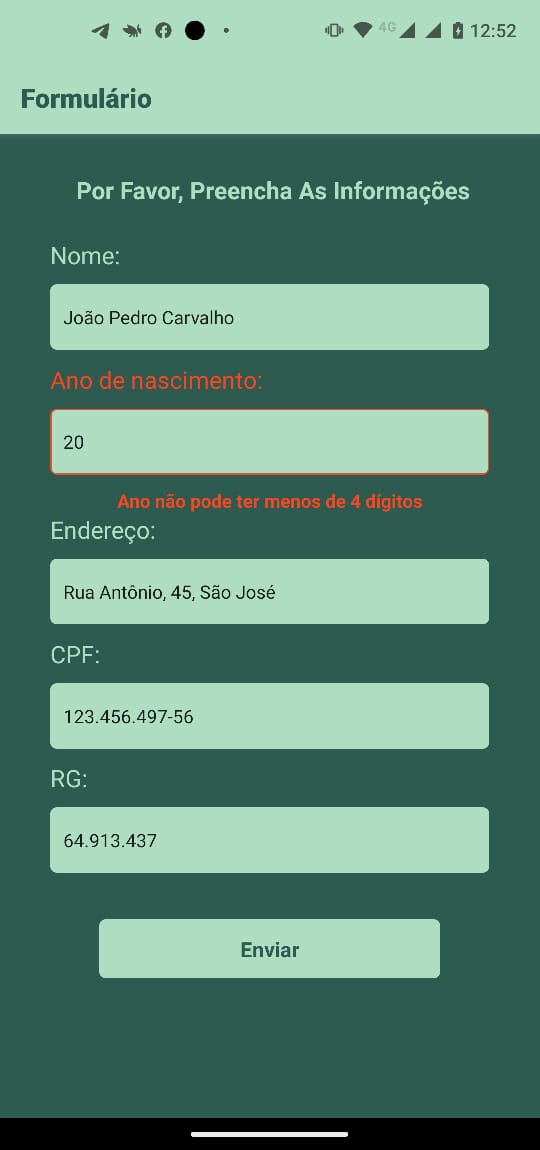 4G 12:52
Formulário
Por Favor, Preencha As Informações
Nome:
João Pedro Carvalho
Ano de nascimento:
20
Ano não pode ter menos de 4 dígitos
Endereço:
Rua Antônio, 45, São José
CPF:
123.456.497-56
RG:
64.913.437
Enviar